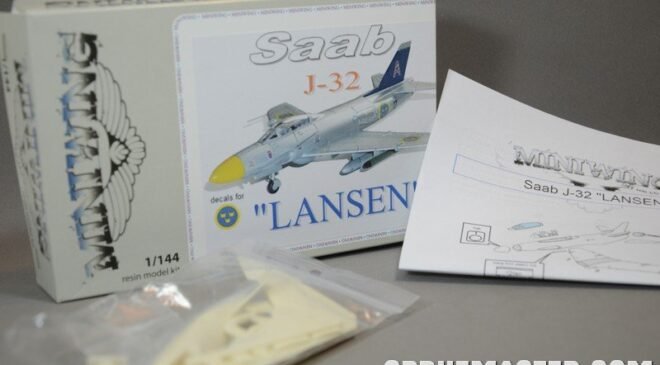 MINIWING
1/144
resin model kit
Saab
J-32
decals for
"LANSEN"
MINIWING
Saab J-32 "LANSEN